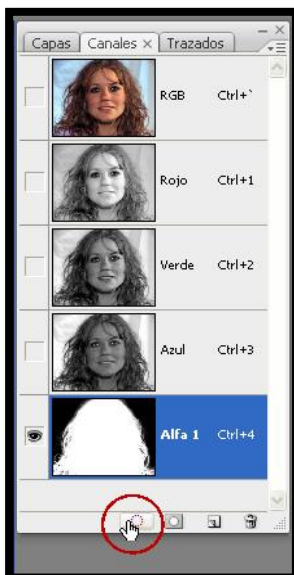 Capas Canales × Trazados
RGB Ctrl+`
Rojo Ctrl+1
Verde Ctrl+2
Azul Ctrl+3
Alfa 1 Ctrl+4